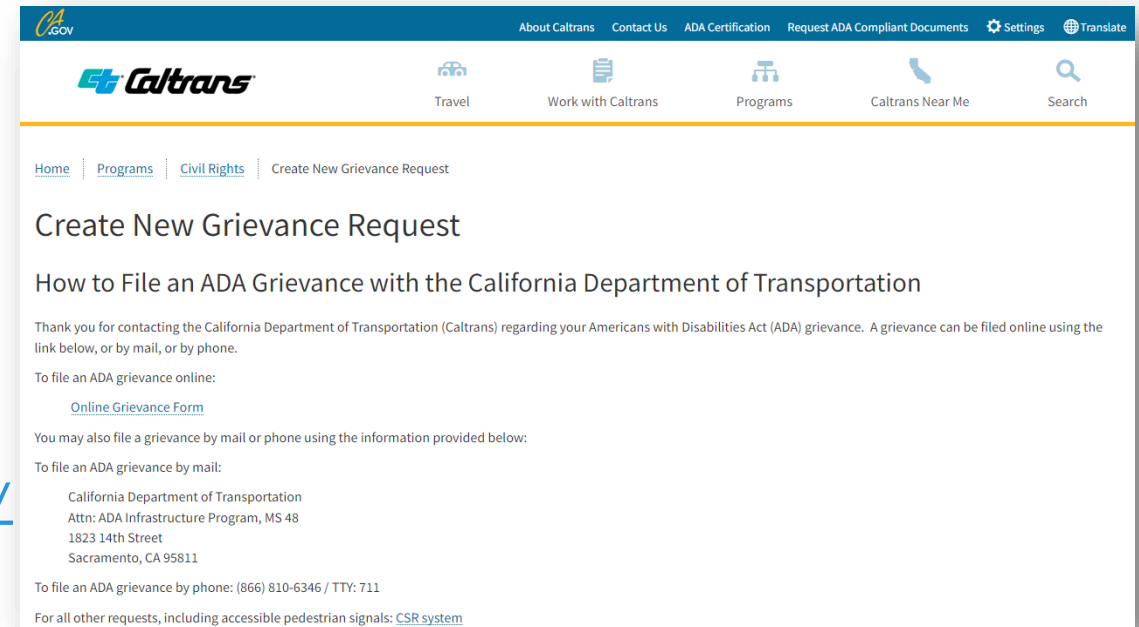 CA.GOV
About Caltrans Contact Us ADA Certification Request ADA Compliant Documents Settings Translate
Caltrans
Travel Work with Caltrans Programs Caltrans Near Me Search
Home Programs Civil Rights Create New Grievance Request
Create New Grievance Request
How to File an ADA Grievance with the California Department of Transportation
Thank you for contacting the California Department of Transportation (Caltrans) regarding your Americans with Disabilities Act (ADA) grievance. A grievance can be filed online using the
link below, or by mail, or by phone.
To file an ADA grievance online:
Online Grievance Form
You may also file a grievance by mail or phone using the information provided below:
To file an ADA grievance by mail:
California Department of Transportation
Attn: ADA Infrastructure Program, MS 48
1823 14th Street
Sacramento, CA 95811
To file an ADA grievance by phone: (866) 810-6346 / TTY: 711
For all other requests, including accessible pedestrian signals: CSR system